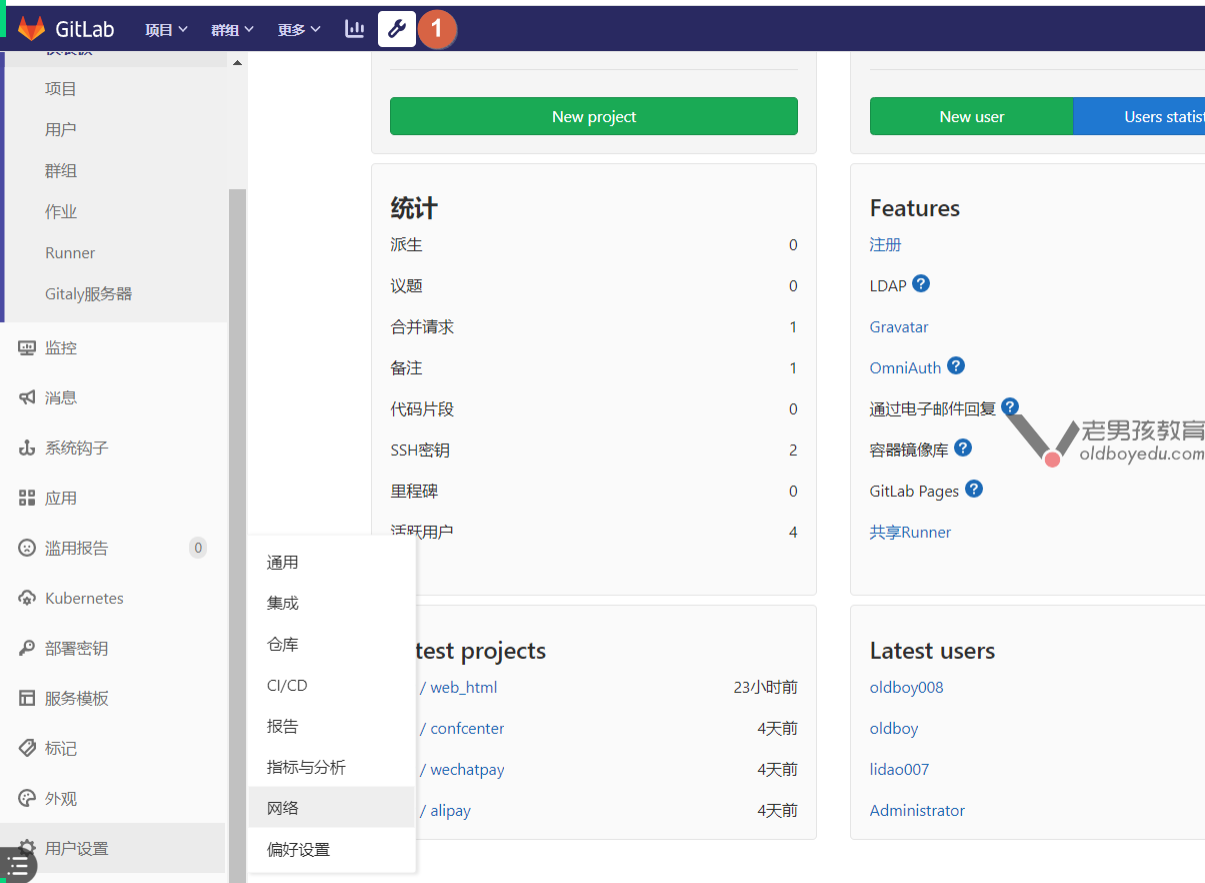 GitLab
项目
群组
更多
1
仪表板
项目
用户
群组
作业
Runner
Gitaly服务器
监控
消息
系统钩子
应用
滥用报告
0
Kubernetes
部署密钥
服务模板
标记
外观
用户设置
通用
集成
仓库
CI/CD
报告
指标与分析
网络
偏好设置
New project
New user
Users statist
统计
派生 0
议题 0
合并请求 1
备注 1
代码片段 0
SSH密钥 2
里程碑 0
活跃用户 4
Features
注册
LDAP ?
Gravatar
OmniAuth ?
通过电子邮件回复 ?
容器镜像库 ?
GitLab Pages ?
共享Runner
老男孩教育
oldboyedu.com
test projects
/ web_html 23小时前
/ confcenter 4天前
/ wechatpay 4天前
/ alipay 4天前
Latest users
oldboy008
oldboy
lidao007
Administrator